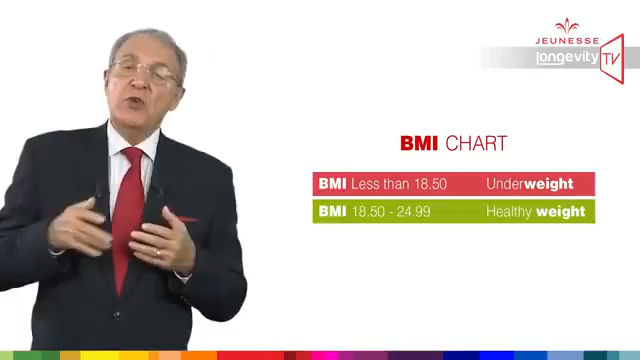 JEUNESSE
longevity TV
BMI CHART
BMI Less than 18.50 Underweight
BMI 18.50 - 24.99 Healthy weight